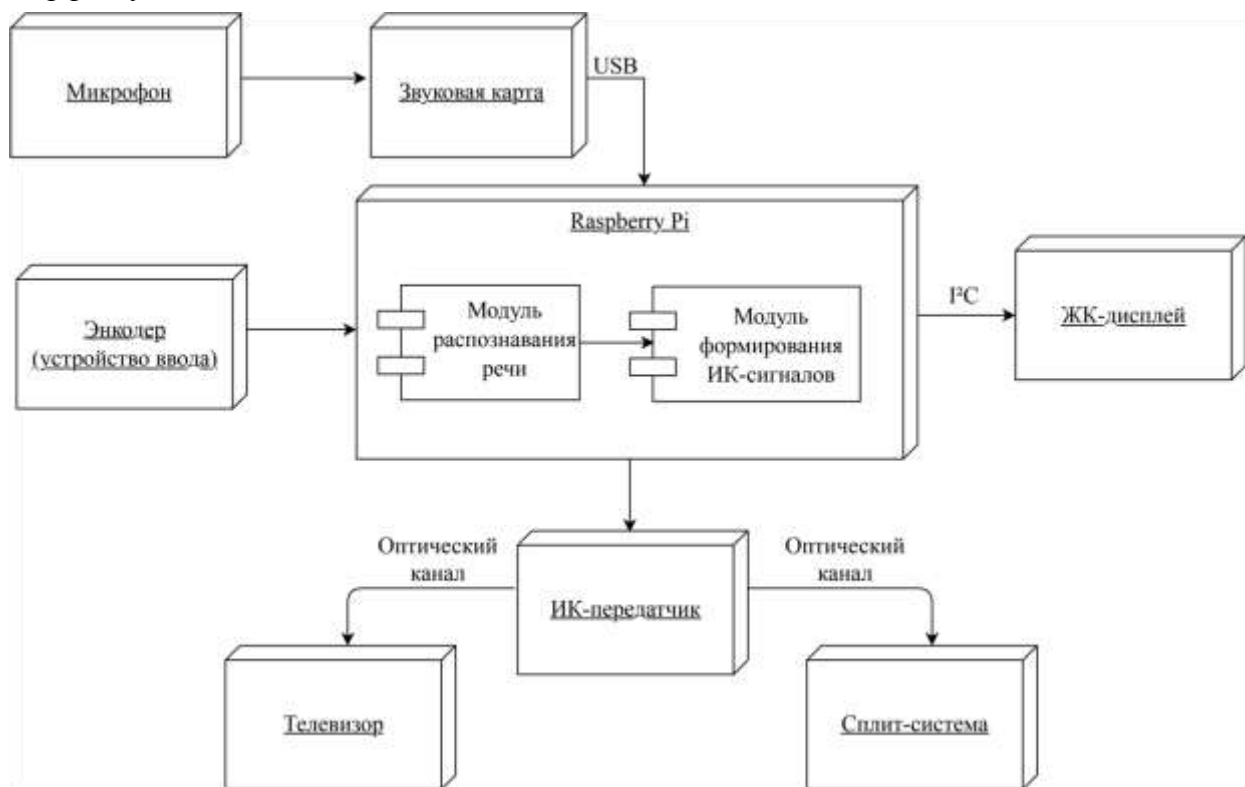 Микрофон
Звуковая карта
USB
Raspberry Pi
Энкодер
(устройство ввода)
Модуль
распознавания
речи
Модуль
формирования
ИК-сигналов
I²C
ЖК-дисплей
Оптический
канал
Оптический
канал
ИК-передатчик
Телевизор
Сплит-система